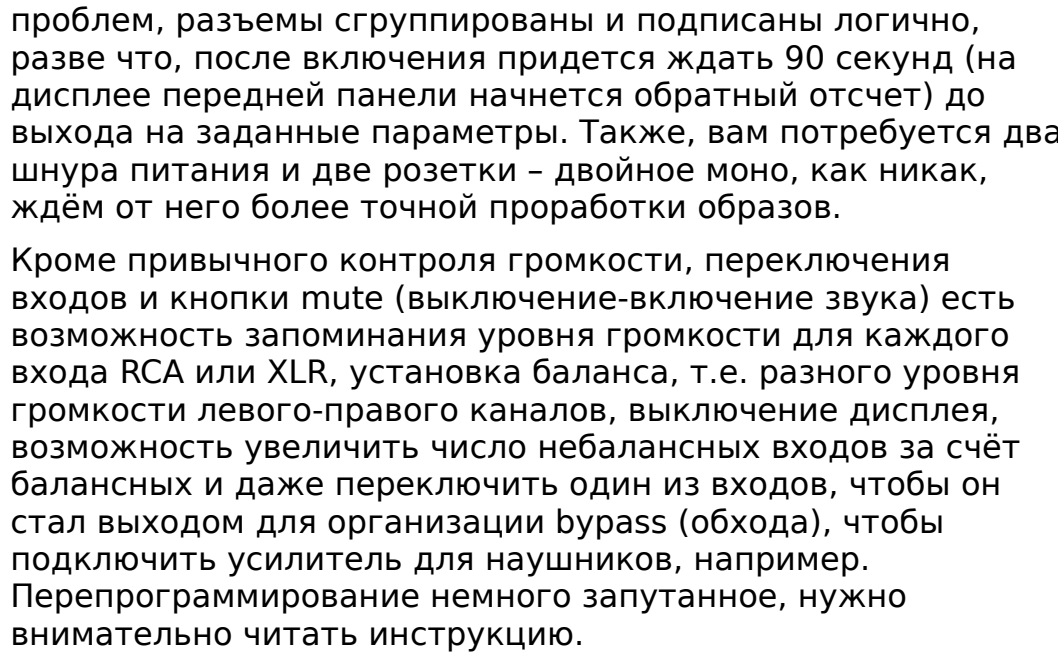 проблем, разъемы сгруппированы и подписаны логично,
разве что, после включения придется ждать 90 секунд (на
дисплее передней панели начнется обратный отсчет) до
выхода на заданные параметры. Также, вам потребуется два
шнура питания и две розетки – двойное моно, как никак,
ждём от него более точной проработки образов.
Кроме привычного контроля громкости, переключения
входов и кнопки mute (выключение-включение звука) есть
возможность запоминания уровня громкости для каждого
входа RCA или XLR, установка баланса, т.е. разного уровня
громкости левого-правого каналов, выключение дисплея,
возможность увеличить число небалансных входов за счёт
балансных и даже переключить один из входов, чтобы он
стал выходом для организации bypass (обхода), чтобы
подключить усилитель для наушников, например.
Перепрограммирование немного запутанное, нужно
внимательно читать инструкцию.